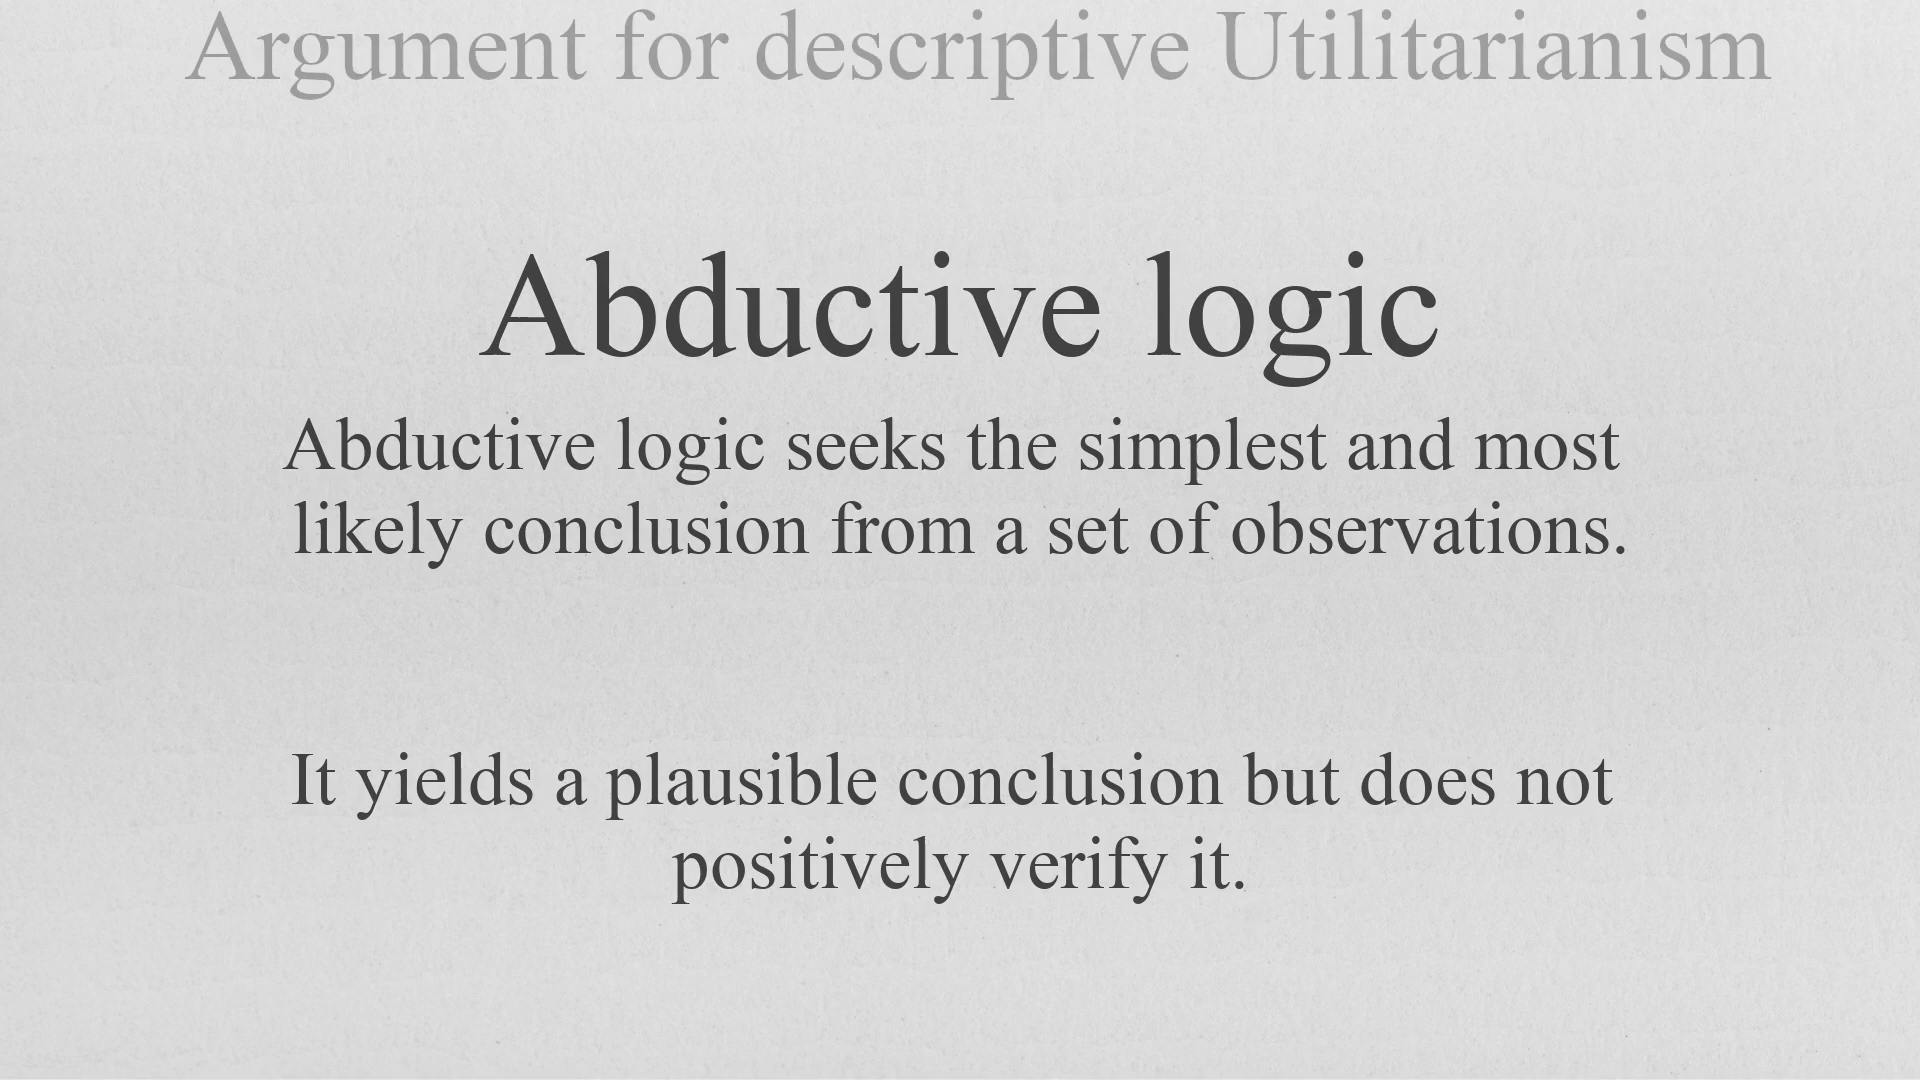 Argument for descriptive Utilitarianism
Abductive logic
Abductive logic seeks the simplest and most
likely conclusion from a set of observations.
It yields a plausible conclusion but does not
positively verify it.